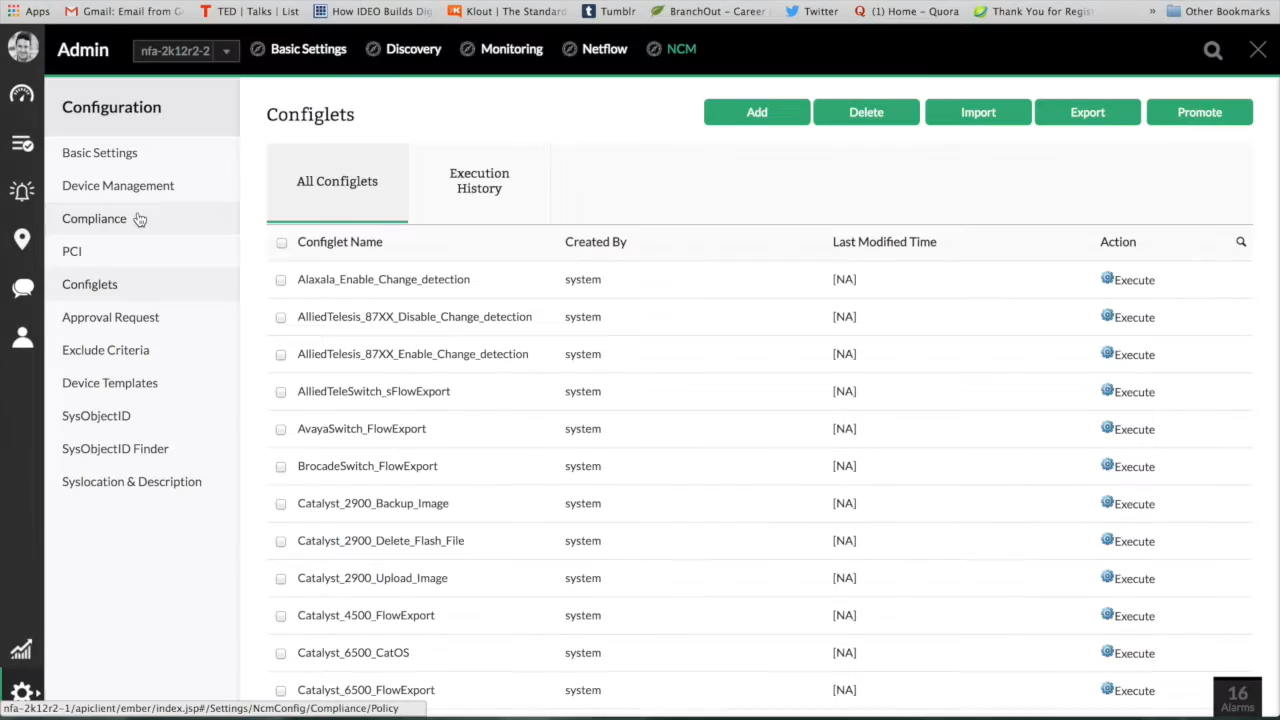 Apps Gmail: Email from G TED | Talks | List How IDEO Builds Dig Klout | The Standard Tumblr BranchOut – Career Twitter (1) Home – Quora Thank You for Regist » Other Bookmarks
Admin nfa-2k12r2-2 Basic Settings Discovery Monitoring Netflow NCM
Configuration
Basic Settings
Device Management
Compliance
PCI
Configlets
Approval Request
Exclude Criteria
Device Templates
SysObjectID
SysObjectID Finder
Syslocation & Description
Configlets Add Delete Import Export Promote
All Configlets
Execution
History
Configlet Name Created By Last Modified Time Action
Alaxala_Enable_Change_detection system [NA] Execute
AlliedTelesis_87XX_Disable_Change_detection system [NA] Execute
AlliedTelesis_87XX_Enable_Change_detection system [NA] Execute
AlliedTeleSwitch_sFlowExport system [NA] Execute
AvayaSwitch_FlowExport system [NA] Execute
BrocadeSwitch_FlowExport system [NA] Execute
Catalyst_2900_Backup_Image system [NA] Execute
Catalyst_2900_Delete_Flash_File system [NA] Execute
Catalyst_2900_Upload_Image system [NA] Execute
Catalyst_4500_FlowExport system [NA] Execute
Catalyst_6500_CatOS system [NA] Execute
Catalyst_6500_FlowExport system [NA] Execute
16
Alarms
nfa-2k12r2-1/apiclient/ember/index.jsp#/Settings/NcmConfig/Compliance/Policy